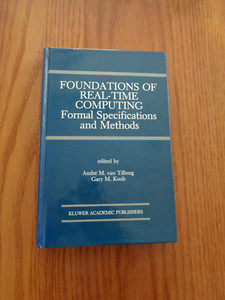 FOUNDATIONS OF
REAL-TIME
COMPUTING
Formal Specifications
and Methods
edited by
André M. van Tilborg
Gary M. Koob
KLUWER ACADEMIC PUBLISHERS